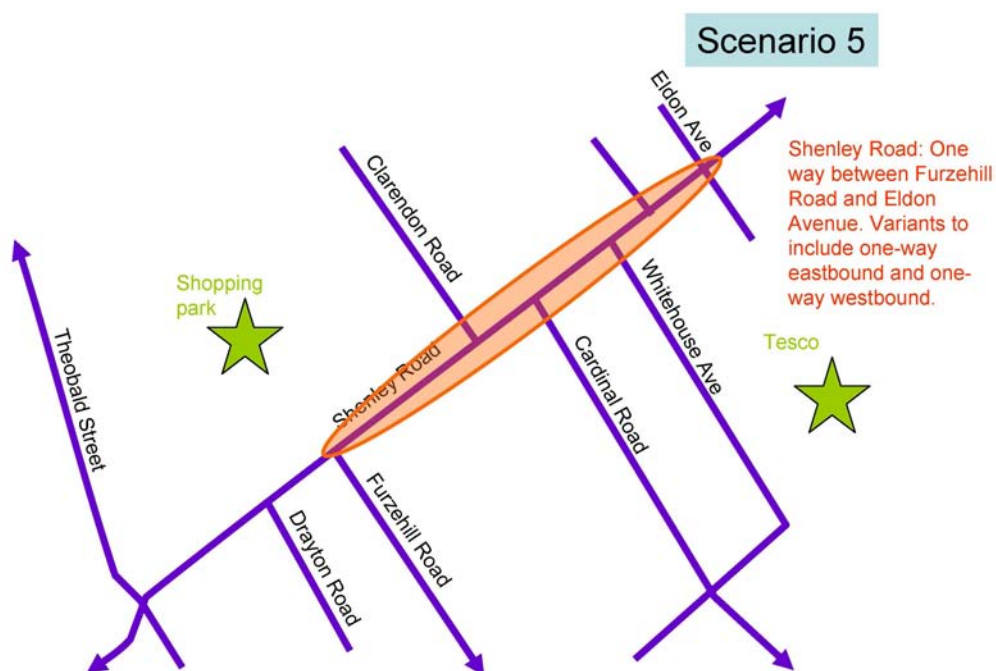 Scenario 5
Eldon Ave
Clarendon Road
Shenley Road: One
way between Furzehill
Road and Eldon
Avenue. Variants to
include one-way
eastbound and one-
way westbound.
Shopping
park
Whitehouse Ave
Theobald Street
Shenley Road
Cardinal Road
Tesco
Furzehill Road
Drayton Road